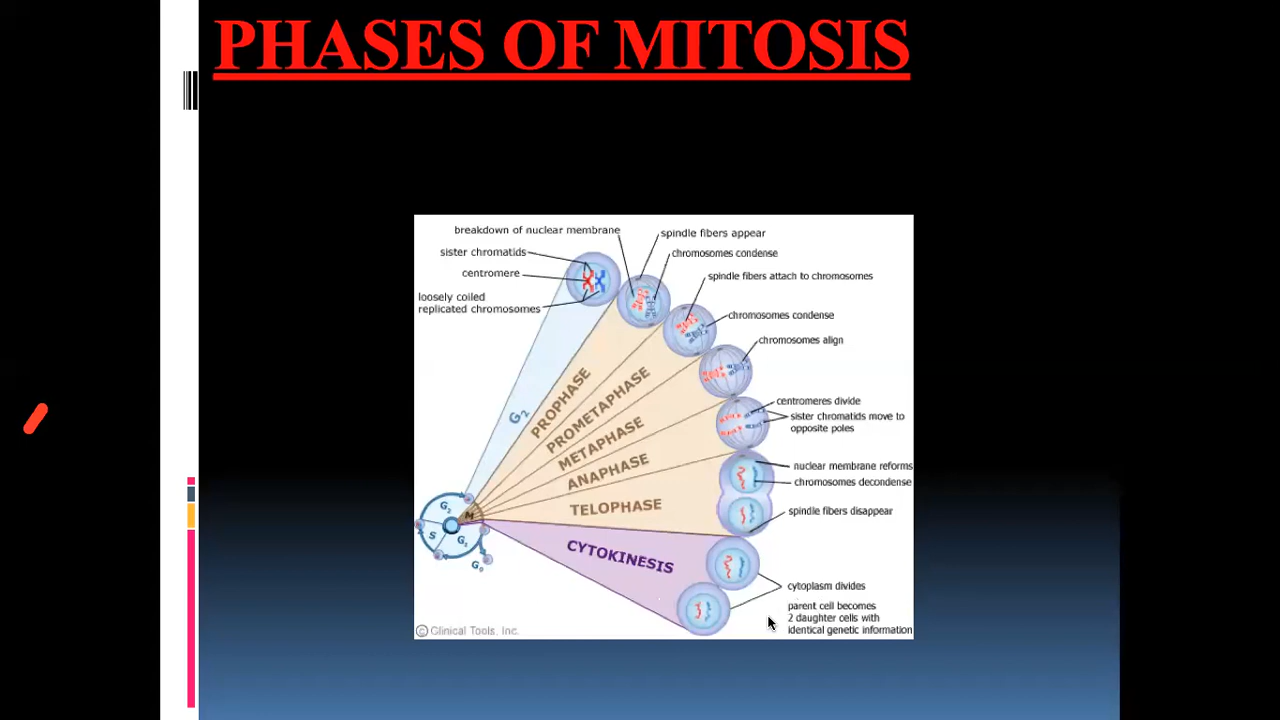 PHASES OF MITOSIS
breakdown of nuclear membrane
spindle fibers appear
sister chromatids
chromosomes condense
centromere
spindle fibers attach to chromosomes
loosely coiled
replicated chromosomes
chromosomes condense
chromosomes align
G2
PROPHASE
PROMETAPHASE
METAPHASE
ANAPHASE
TELOPHASE
CYTOKINESIS
centromeres divide
sister chromatids move to
opposite poles
nuclear membrane reforms
chromosomes decondense
spindle fibers disappear
G2
M
S
G1
G0
cytoplasm divides
parent cell becomes
2 daughter cells with
identical genetic information
© Clinical Tools, Inc.